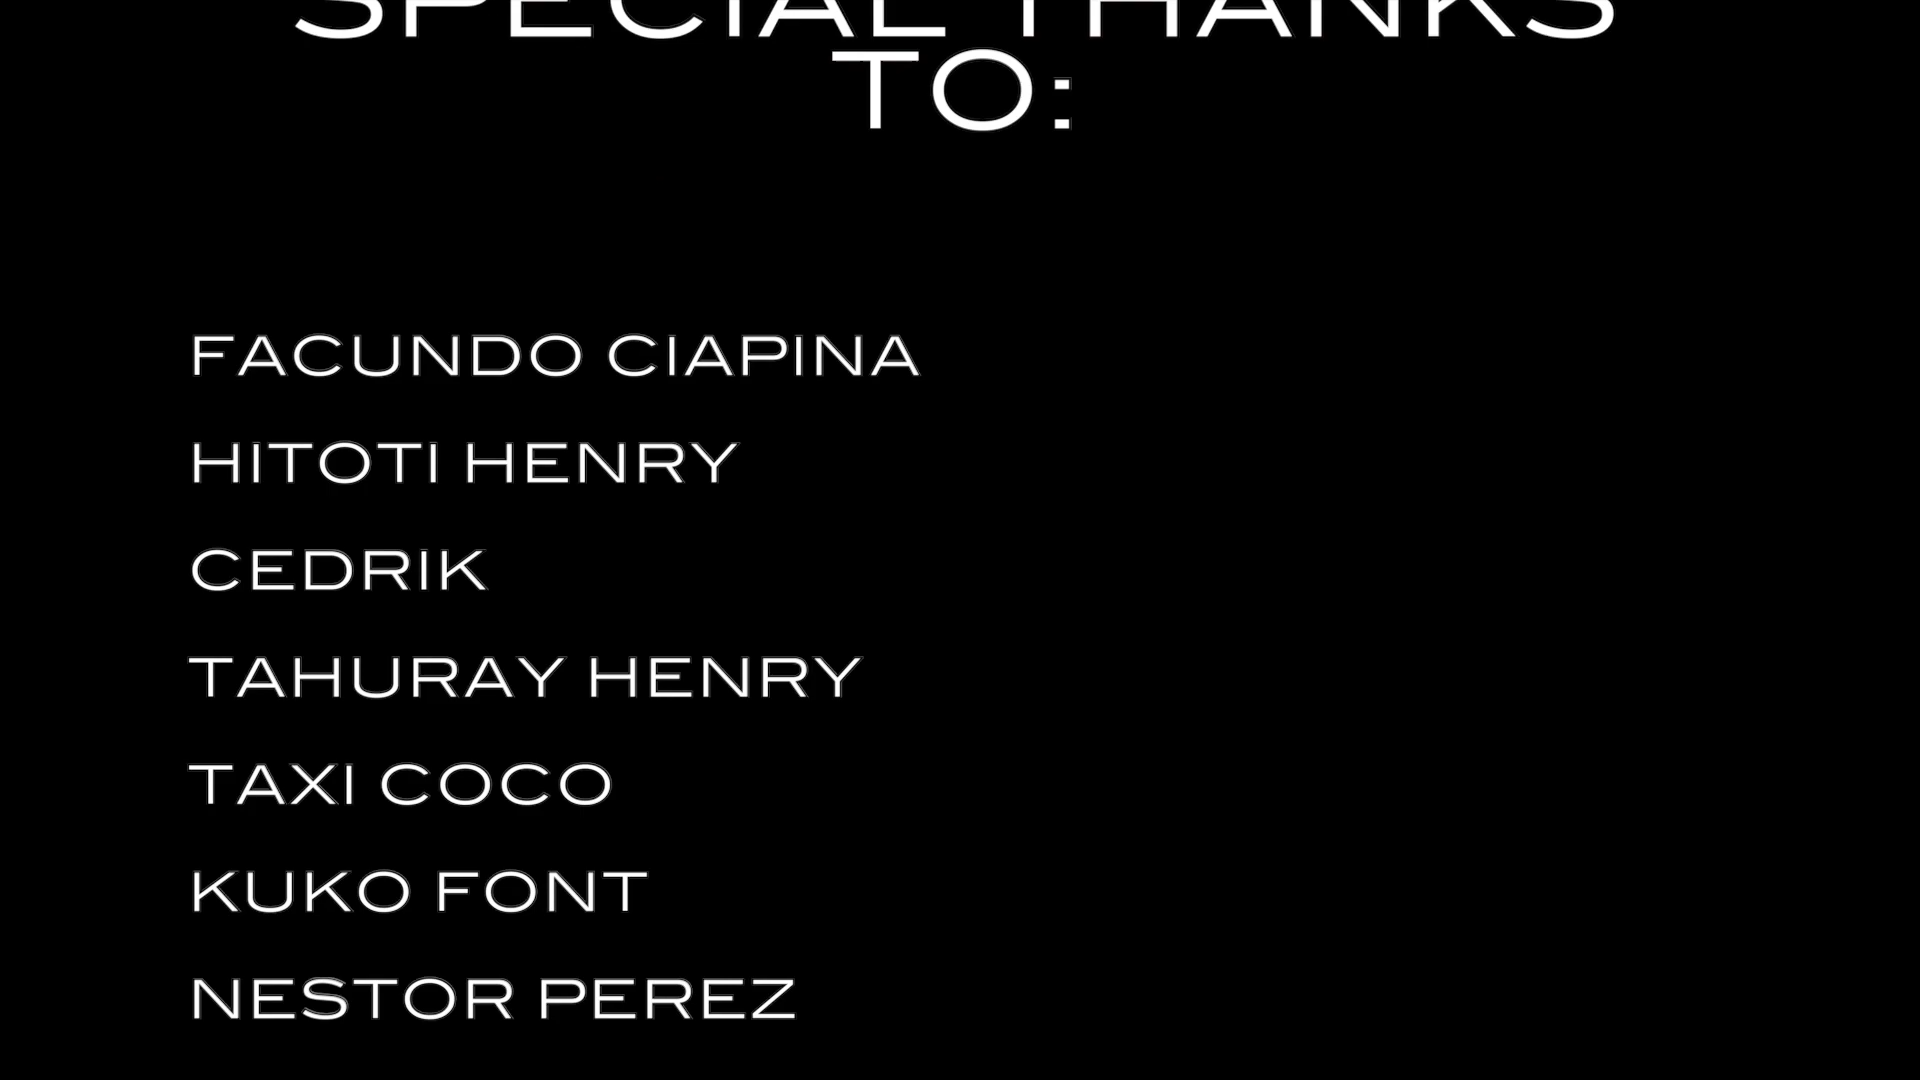 SPECIAL THANKS
TO:
FACUNDO CIAPINA
HITOTI HENRY
CEDRIK
TAHURAY HENRY
TAXI COCO
KUKO FONT
NESTOR PEREZ